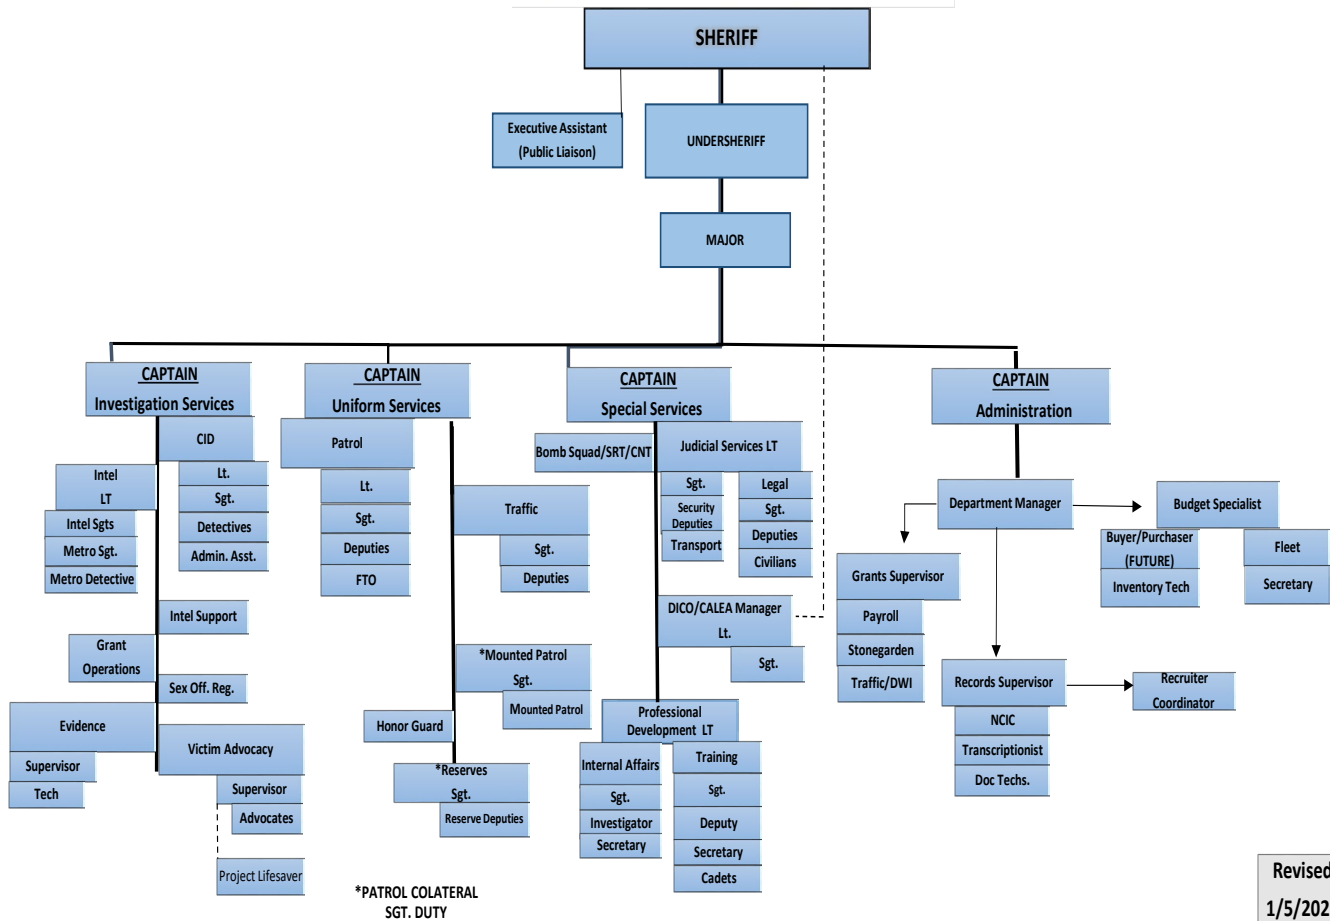 SHERIFF
Executive Assistant
(Public Liaison)
UNDERSHERIFF
MAJOR
CAPTAIN
Investigation Services
CID
Lt.
Sgt.
Detectives
Admin. Asst.
Intel
LT
Intel Sgts
Metro Sgt.
Metro Detective
Intel Support
Grant
Operations
Sex Off. Reg.
Evidence
Supervisor
Tech
Victim Advocacy
Supervisor
Advocates
Project Lifesaver
CAPTAIN
Uniform Services
Patrol
Lt.
Sgt.
Deputies
FTO
Traffic
Sgt.
Deputies
*Mounted Patrol
Sgt.
Mounted Patrol
Honor Guard
*Reserves
Sgt.
Reserve Deputies
*PATROL COLATERAL
SGT. DUTY
CAPTAIN
Special Services
Bomb Squad/SRT/CNT
Judicial Services LT
Sgt.
Security
Deputies
Transport
Legal
Sgt.
Deputies
Civilians
DICO/CALEA Manager
Lt.
Sgt.
Professional
Development LT
Internal Affairs
Sgt.
Investigator
Secretary
Training
Sgt.
Deputy
Secretary
Cadets
CAPTAIN
Administration
Department Manager
Budget Specialist
Buyer/Purchaser
(FUTURE)
Inventory Tech
Fleet
Secretary
Grants Supervisor
Payroll
Stonegarden
Traffic/DWI
Records Supervisor
NCIC
Transcriptionist
Doc Techs.
Recruiter
Coordinator
Revised
1/5/202